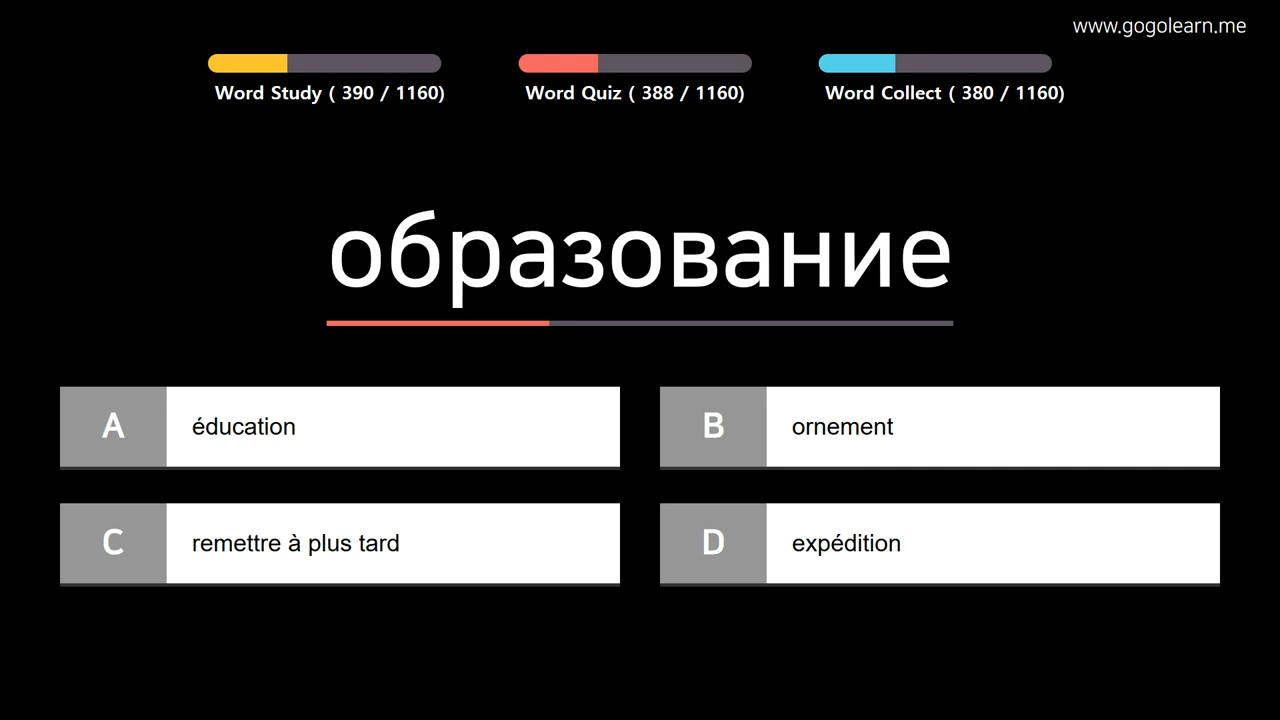 www.gogolearn.me
Word Study ( 390 / 1160)
Word Quiz ( 388 / 1160)
Word Collect ( 380 / 1160)
образование
A éducation
B ornement
C remettre à plus tard
D expédition